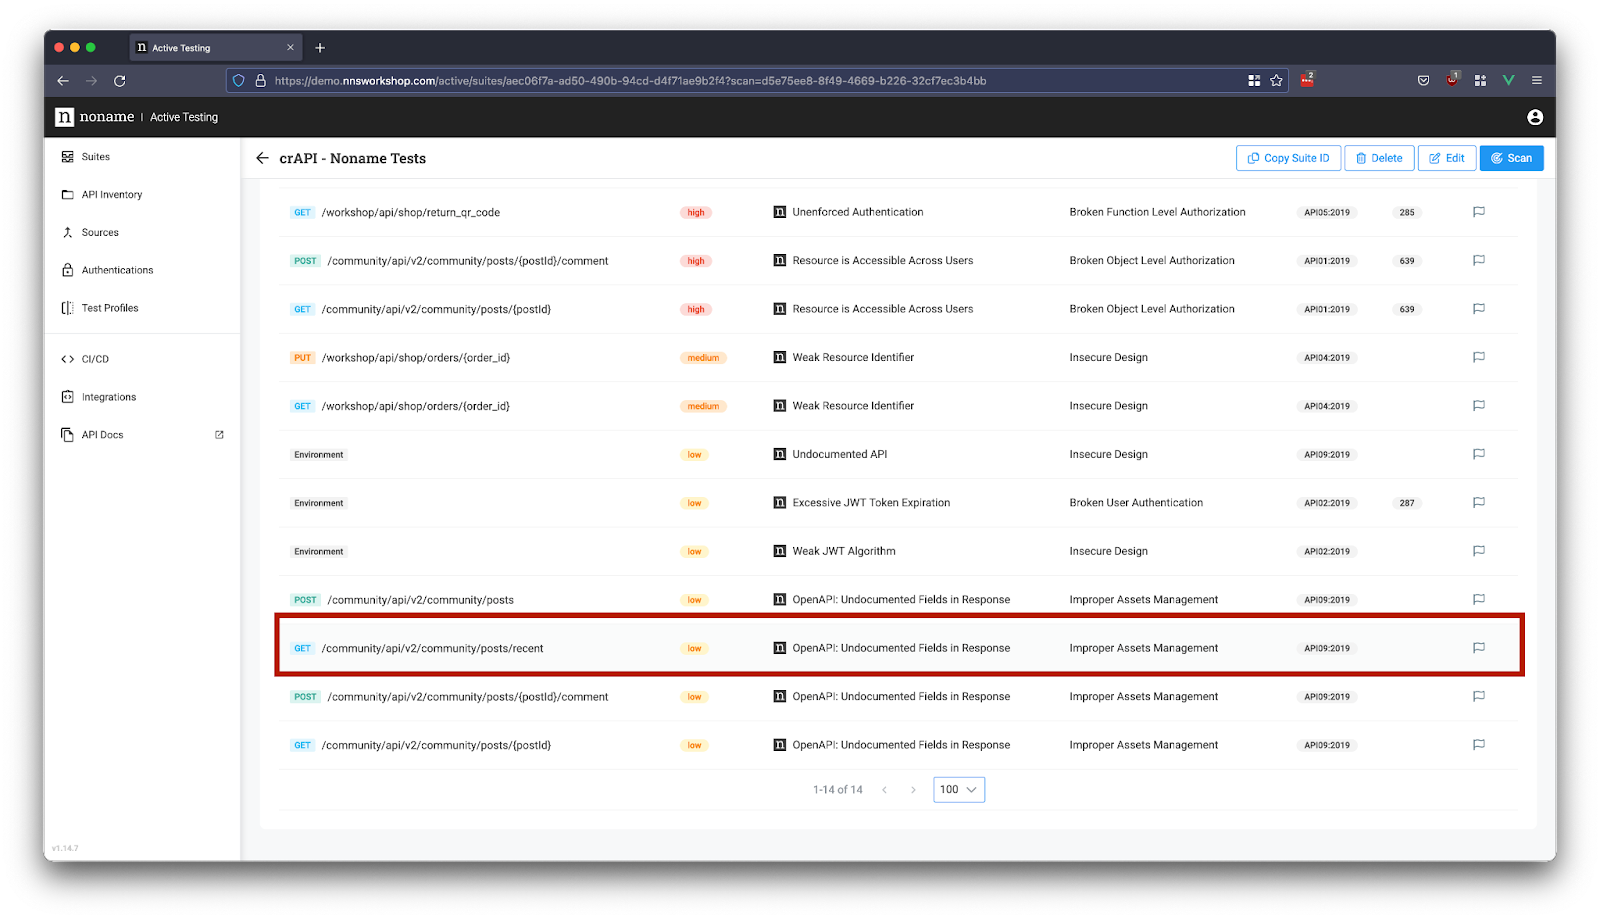 n Active Testing
https://demo.nnsworkshop.com/active/suites/aec06f7a-ad50-490b-94cd-d4f71ae9b2f4?scan=d5e75ee8-8f49-4669-b226-32cf7ec3b4bb
2
1
n noname | Active Testing
Suites
API Inventory
Sources
Authentications
Test Profiles
CI/CD
Integrations
API Docs
v1.14.7
crAPI - Noname Tests
Copy Suite ID
Delete
Edit
Scan
GET /workshop/api/shop/return_qr_code high n Unenforced Authentication Broken Function Level Authorization API05:2019 285
POST /community/api/v2/community/posts/{postId}/comment high n Resource is Accessible Across Users Broken Object Level Authorization API01:2019 639
GET /community/api/v2/community/posts/{postId} high n Resource is Accessible Across Users Broken Object Level Authorization API01:2019 639
PUT /workshop/api/shop/orders/{order_id} medium n Weak Resource Identifier Insecure Design API04:2019
GET /workshop/api/shop/orders/{order_id} medium n Weak Resource Identifier Insecure Design API04:2019
Environment low n Undocumented API Insecure Design API09:2019
Environment low n Excessive JWT Token Expiration Broken User Authentication API02:2019 287
Environment low n Weak JWT Algorithm Insecure Design API02:2019
POST /community/api/v2/community/posts low n OpenAPI: Undocumented Fields in Response Improper Assets Management API09:2019
GET /community/api/v2/community/posts/recent low n OpenAPI: Undocumented Fields in Response Improper Assets Management API09:2019
POST /community/api/v2/community/posts/{postId}/comment low n OpenAPI: Undocumented Fields in Response Improper Assets Management API09:2019
GET /community/api/v2/community/posts/{postId} low n OpenAPI: Undocumented Fields in Response Improper Assets Management API09:2019
1-14 of 14 < > 100